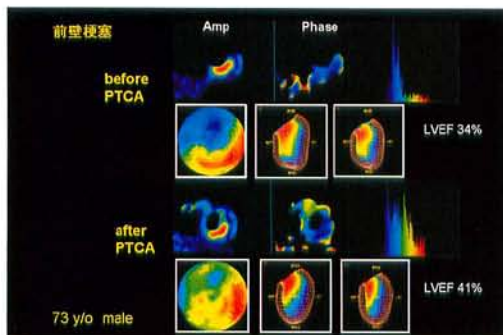 前壁梗塞
Amp Phase
before
PTCA
LVEF 34%
after
PTCA
LVEF 41%
73 y/o male